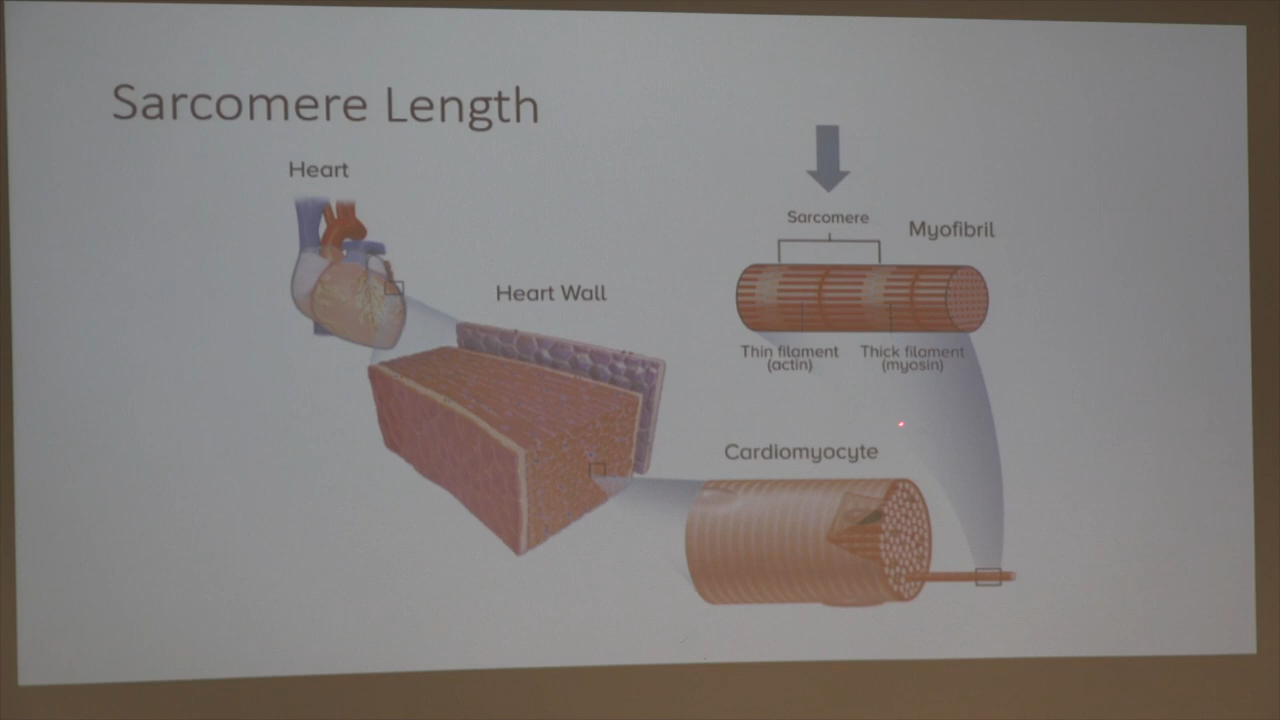 Sarcomere Length
Heart
Heart Wall
Sarcomere
Myofibril
Thin filament
(actin)
Thick filament
(myosin)
Cardiomyocyte